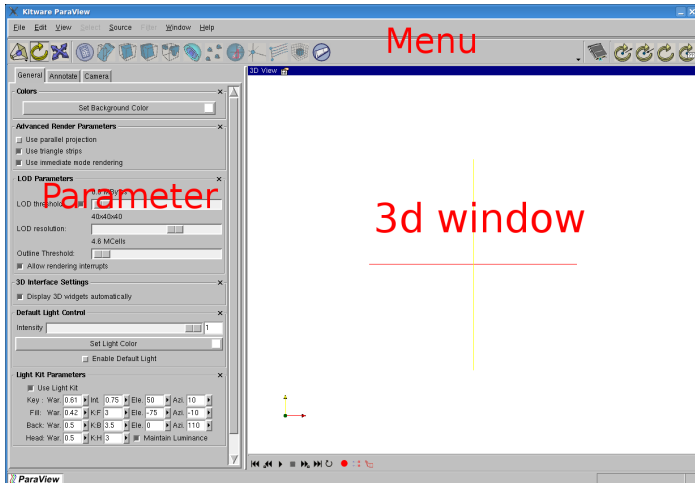 Kitware ParaView
File Edit View Select Source Filter Window Help
Menu
General Annotate Camera
3D View
Colors
Set Background Color
Advanced Render Parameters
Use parallel projection
Use triangle strips
Use immediate mode rendering
LOD Parameters
Parameter
LOD threshold:
40x40x40
LOD resolution:
4.6 MCells
Outline Threshold:
Allow rendering interrupts
3d window
3D Interface Settings
Display 3D widgets automatically
Default Light Control
Intensity 1
Set Light Color
Enable Default Light
Light Kit Parameters
Use Light Kit
Key : War. 0.61 Int. 0.75 Ele. 50 Azi. 10
Fill: War. 0.42 K:F 3 Ele. -75 Azi. -10
Back: War. 0.5 K:B 3.5 Ele. 0 Azi. 110
Head: War. 0.5 K:H 3 Maintain Luminance
ParaView